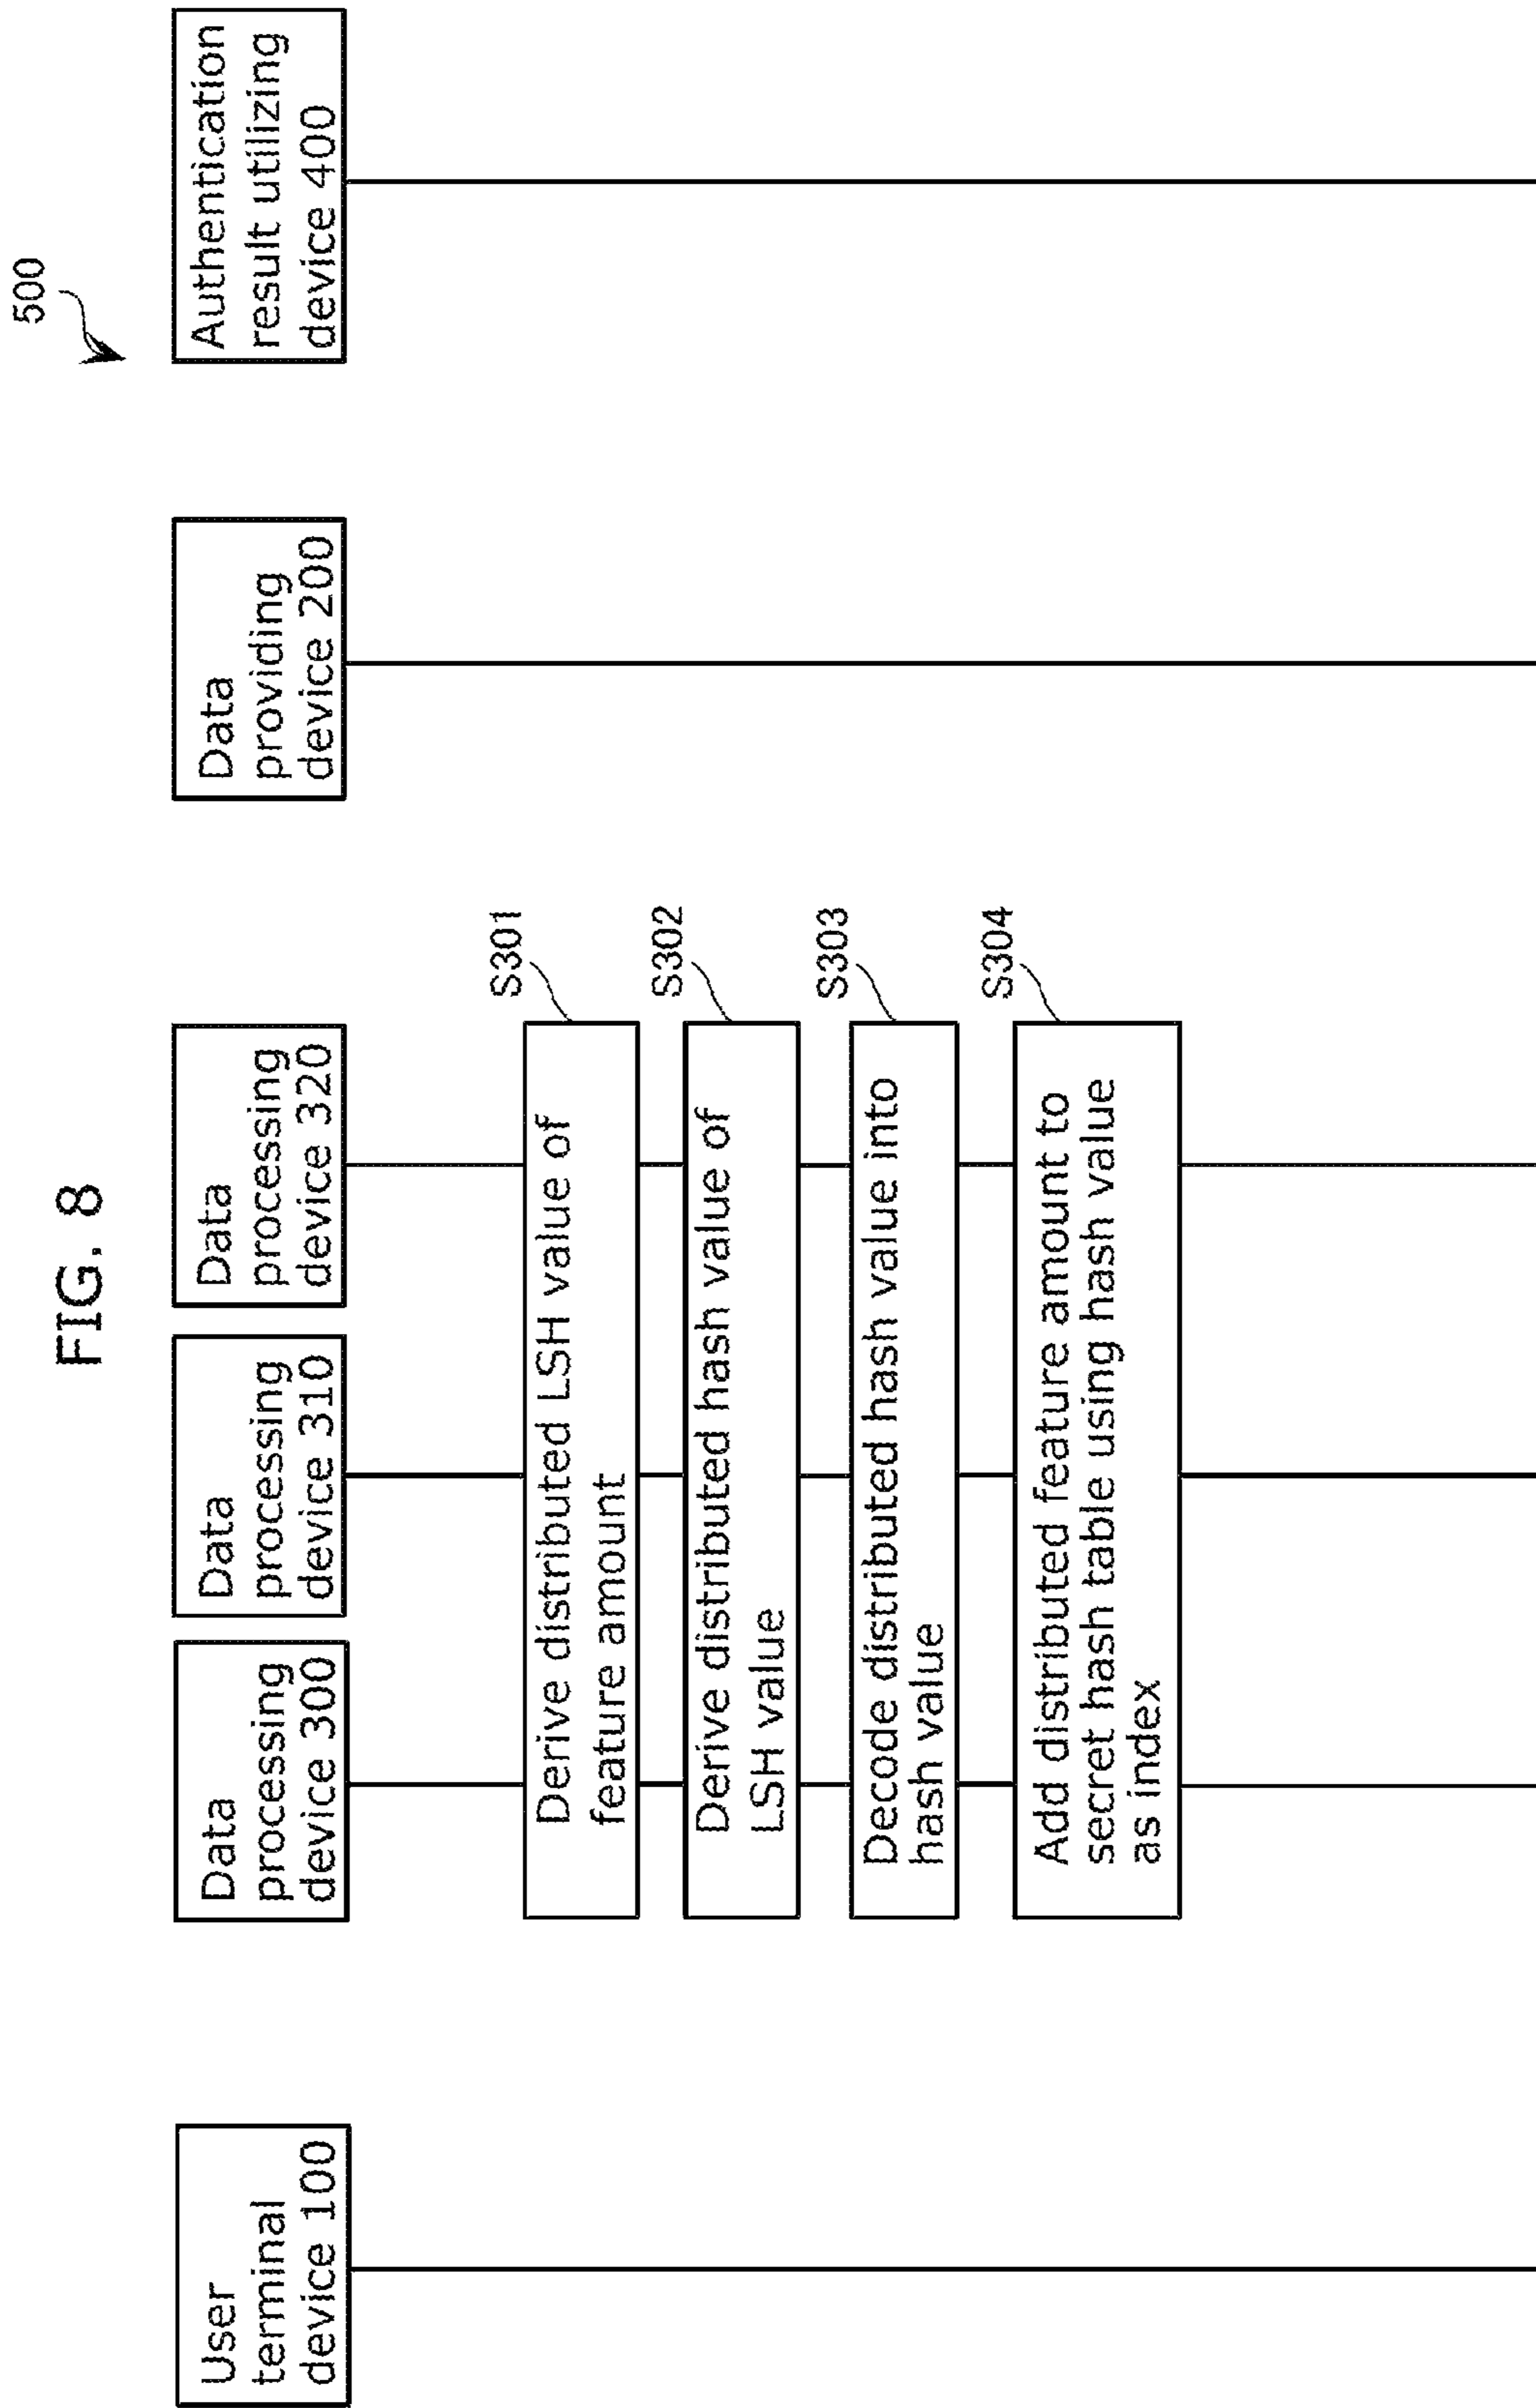 FIG. 8
500
User
terminal
device 100
Data
processing
device 300
Data
processing
device 310
Data
processing
device 320
Data
providing
device 200
Authentication
result utilizing
device 400
S301
Derive distributed LSH value of
feature amount
S302
Derive distributed hash value of
LSH value
S303
Decode distributed hash value into
hash value
S304
Add distributed feature amount to
secret hash table using hash value
as index